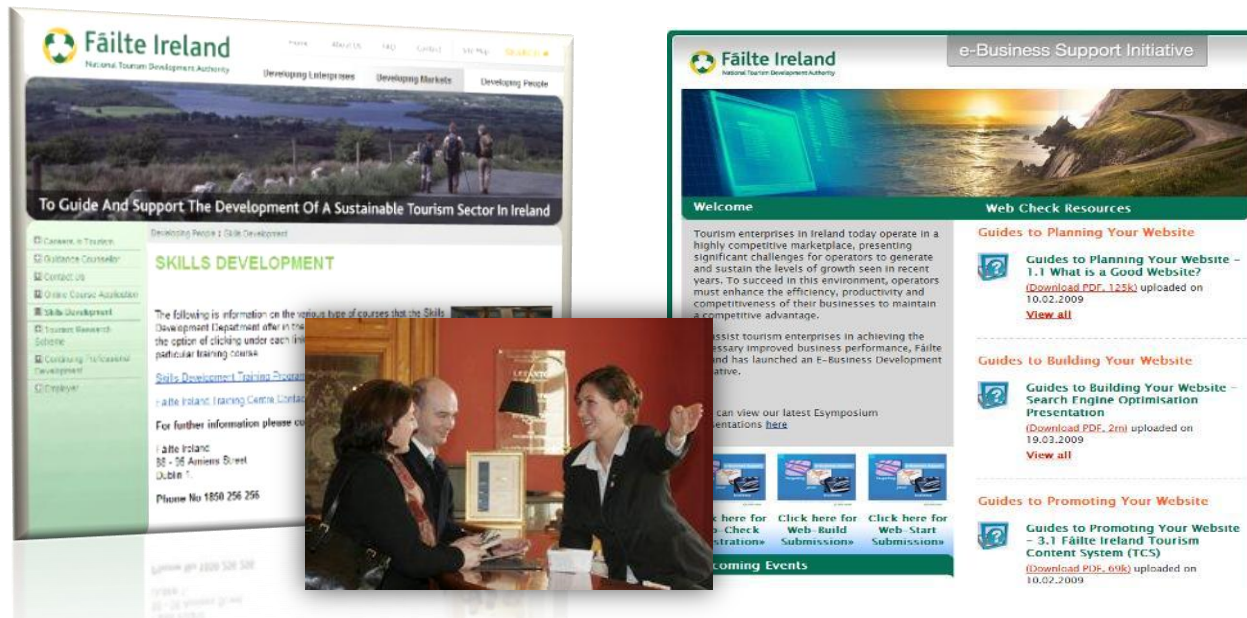 Fáilte Ireland
National Tourism Development Authority
Home About Us FAQ Contact Site Map
Developing Enterprises Developing Markets Developing People
To Guide And Support The Development Of A Sustainable Tourism Sector In Ireland
Careers in Tourism
Guidance Counsellor
Contact Us
Online Course Application
Skills Development
Tourism Research
Scheme
Continuing Professional
Development
Employer
Developing People : Skills Development
SKILLS DEVELOPMENT
The following is information on the various type of courses that the Skills
Development Department offer in the
the option of clicking under each link
particular training course.
Skills Development Training
Failte Ireland Training Centre
For further information please
Failte Ireland
88 - 95 Amiens Street
Dublin 1.
Phone No 1850 256 256
e-Business Support Initiative
Fáilte Ireland
National Tourism Development Authority
Welcome
Tourism enterprises in Ireland today operate in a
highly competitive marketplace, presenting
significant challenges for operators to generate
and sustain the levels of growth seen in recent
years. To succeed in this environment, operators
must enhance the efficiency, productivity and
competitiveness of their businesses to maintain
a competitive advantage.
assist tourism enterprises in achieving the
essary improved business performance, Fáilte
nd has launched an E-Business Development
ative.
can view our latest Esymposium
sentations here
k here for
-Check
stration»
Click here for
Web-Build
Submission»
Click here for
Web-Start
Submission»
coming Events
Web Check Resources
Guides to Planning Your Website
Guides to Planning Your Website -
1.1 What is a Good Website?
(Download PDF, 125k) uploaded on
10.02.2009
View all
Guides to Building Your Website
Guides to Building Your Website -
Search Engine Optimisation
Presentation
(Download PDF, 2m) uploaded on
19.03.2009
View all
Guides to Promoting Your Website
Guides to Promoting Your Website
- 3.1 Fáilte Ireland Tourism
Content System (TCS)
(Download PDF, 69k) uploaded on
10.02.2009